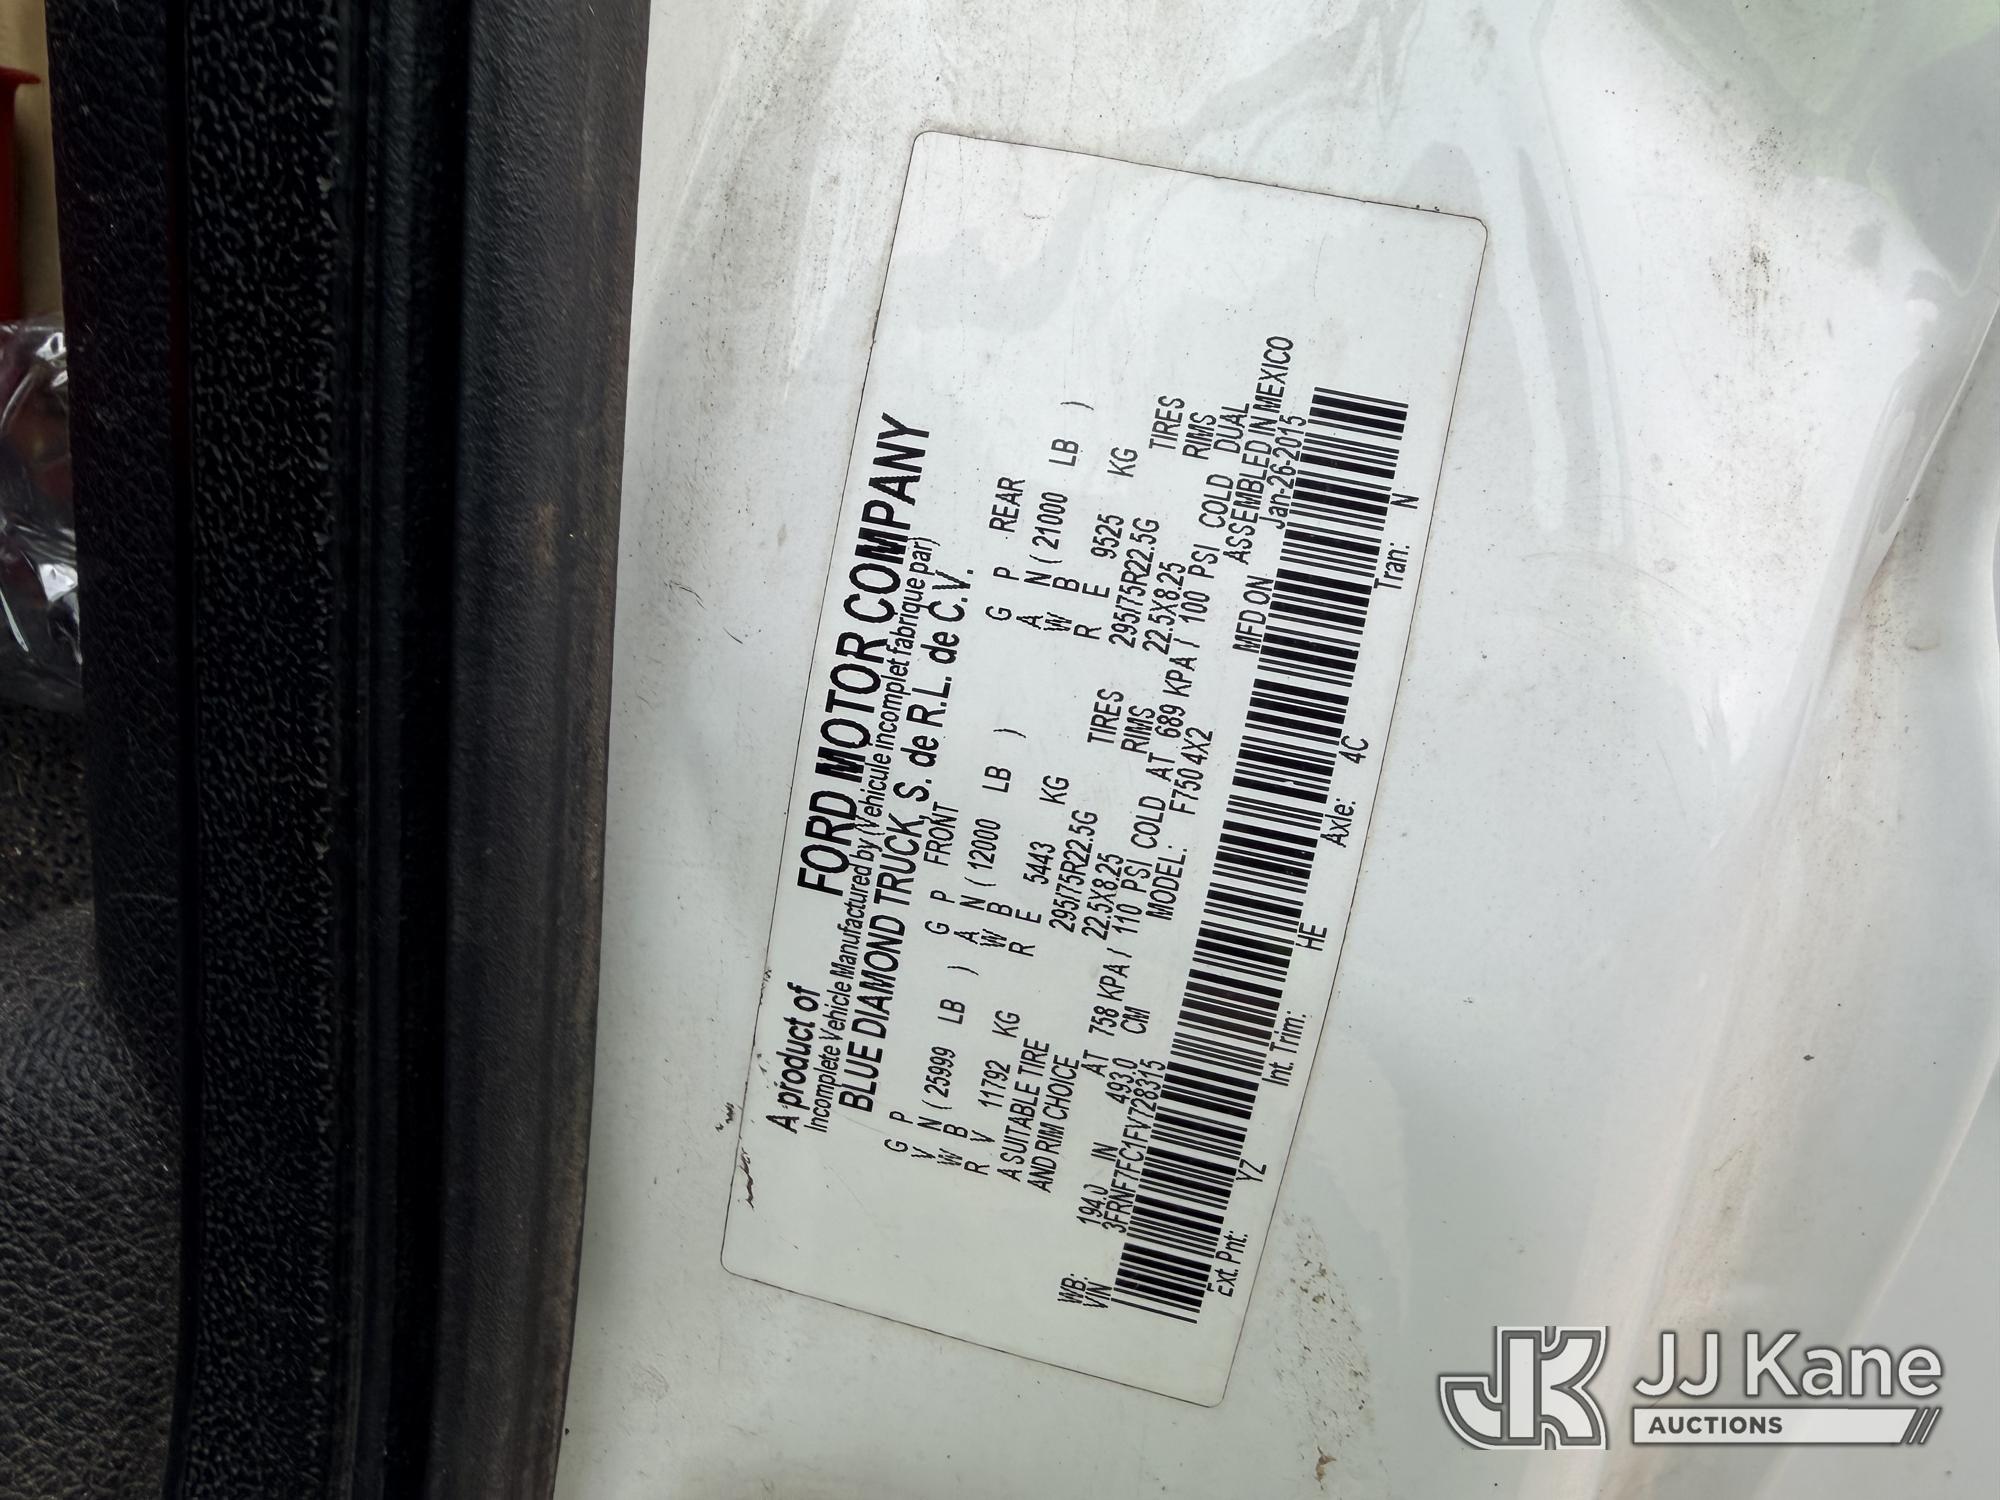 A product of FORD MOTOR COMPANY
Incomplete Vehicle Manufactured by (Vehicule incomplet fabrique par)
BLUE DIAMOND TRUCK, S. de R.L. de C.V.
G P G P FRONT G P REAR
V N ( 25999 LB ) A N ( 12000 LB ) A N ( 21000 LB )
W B W B W B
R V 11792 KG R E 5443 KG R E 9525 KG
A SUITABLE TIRE 295/75R22.5G TIRES 295/75R22.5G TIRES
AND RIM CHOICE 22.5X8.25 RIMS 22.5X8.25 RIMS
AT 758 KPA / 110 PSI COLD AT 689 KPA / 100 PSI COLD DUAL
WB: 194.0 IN 493.0 CM MODEL: F750 4X2 ASSEMBLED IN MEXICO
VIN: 3FRNF7FC1FV728315 MFD ON Jan-26-2015
Ext. Pnt: YZ Int. Trim: HE Axle: 4C Tran: N
JJ Kane
AUCTIONS